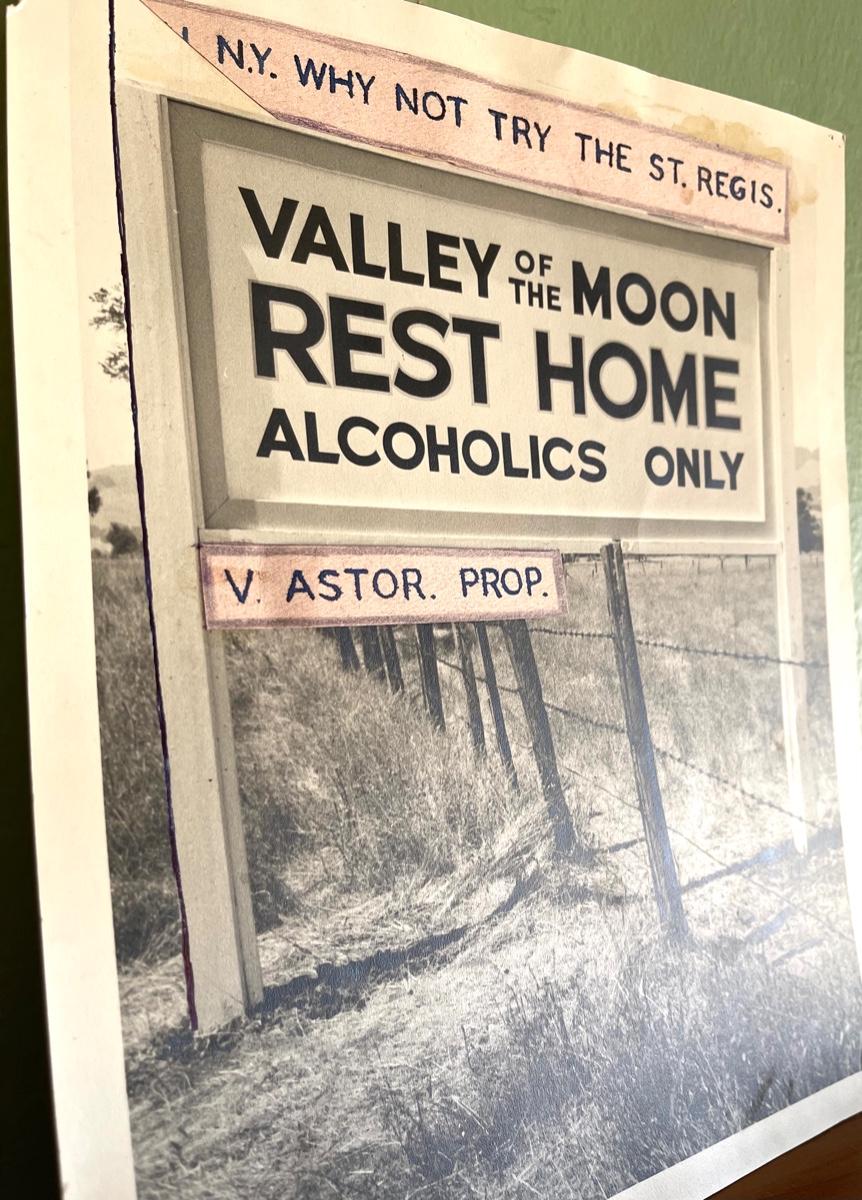 N.Y. WHY NOT TRY THE ST. REGIS.
VALLEY OF THE MOON
REST HOME
ALCOHOLICS ONLY
V. ASTOR. PROP.